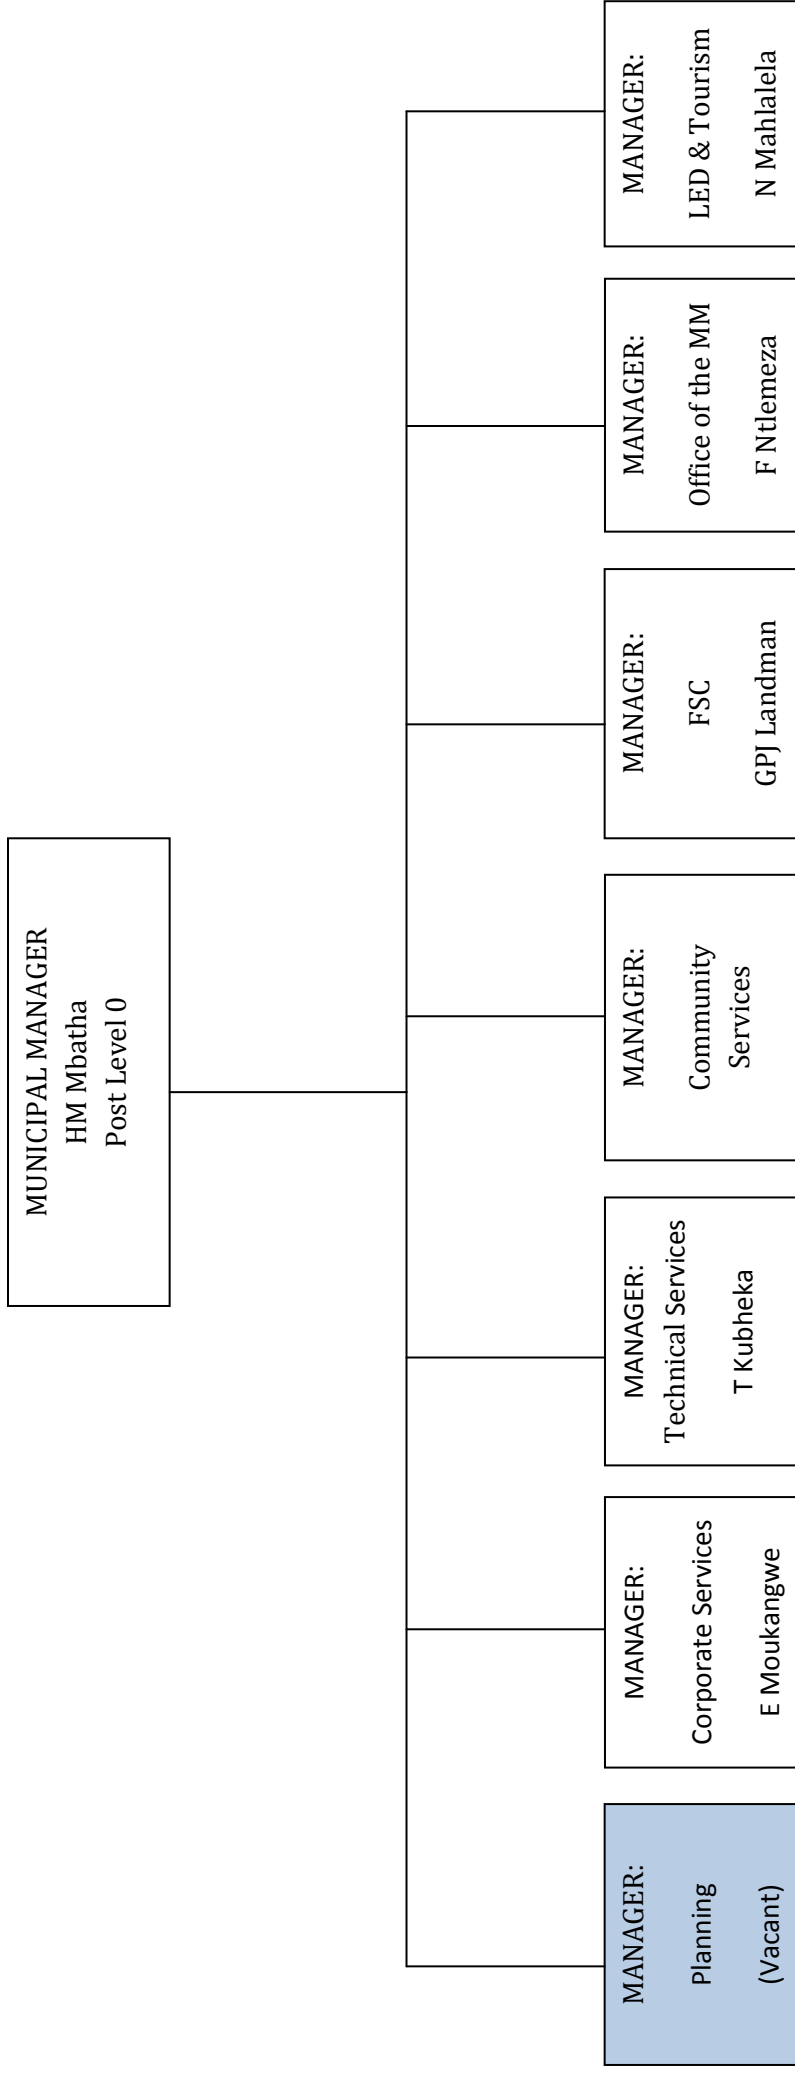 MUNICIPAL MANAGER
HM Mbatha
Post Level 0
MANAGER:
Planning
(Vacant)
MANAGER:
Corporate Services
E Moukangwe
MANAGER:
Technical Services
T Kubheka
MANAGER:
Community
Services
MANAGER:
FSC
GPJ Landman
MANAGER:
Office of the MM
F Ntlemeza
MANAGER:
LED & Tourism
N Mahlalela